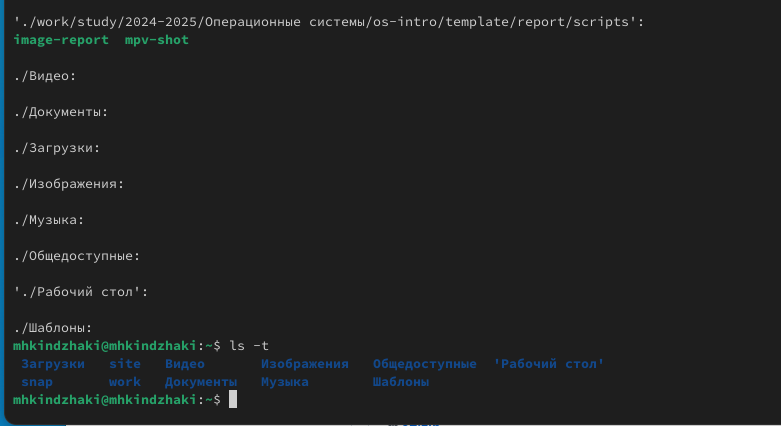 './work/study/2024-2025/Операционные системы/os-intro/template/report/scripts':
image-report  mpv-shot
./Видео:
./Документы:
./Загрузки:
./Изображения:
./Музыка:
./Общедоступные:
'./Рабочий стол':
./Шаблоны:
mhkindzhaki@mhkindzhaki:~$ ls -t
Загрузки  site  Видео  Изображения  Общедоступные  'Рабочий стол'
snap  work  Документы  Музыка  Шаблоны
mhkindzhaki@mhkindzhaki:~$